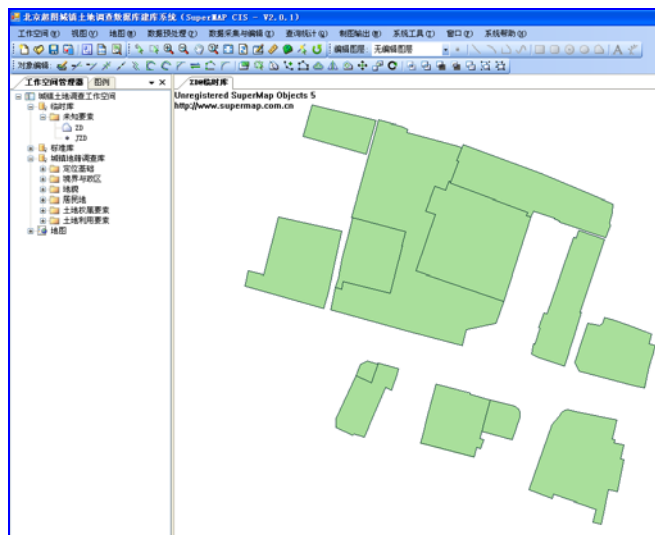 北京超图城镇土地调查数据库建库系统 (SuperMAP CIS - V2.0.1)
工作空间(W) 视图(V) 地图(M) 数据预处理(Y) 数据采集与编辑(E) 查询统计(Q) 制图输出(M) 系统工具(T) 窗口(F) 系统帮助(H)
编辑图层: 无编辑图层
对象编辑:
工作空间管理器 图例 ZD@临时库
城镇土地调查工作空间
临时库
未知要素
ZD
JZD
标准库
城镇地籍调查库
定位基础
境界与政区
地貌
居民地
土地权属要素
土地利用要素
地图
Unregistered SuperMap Objects 5
http://www.supermap.com.cn